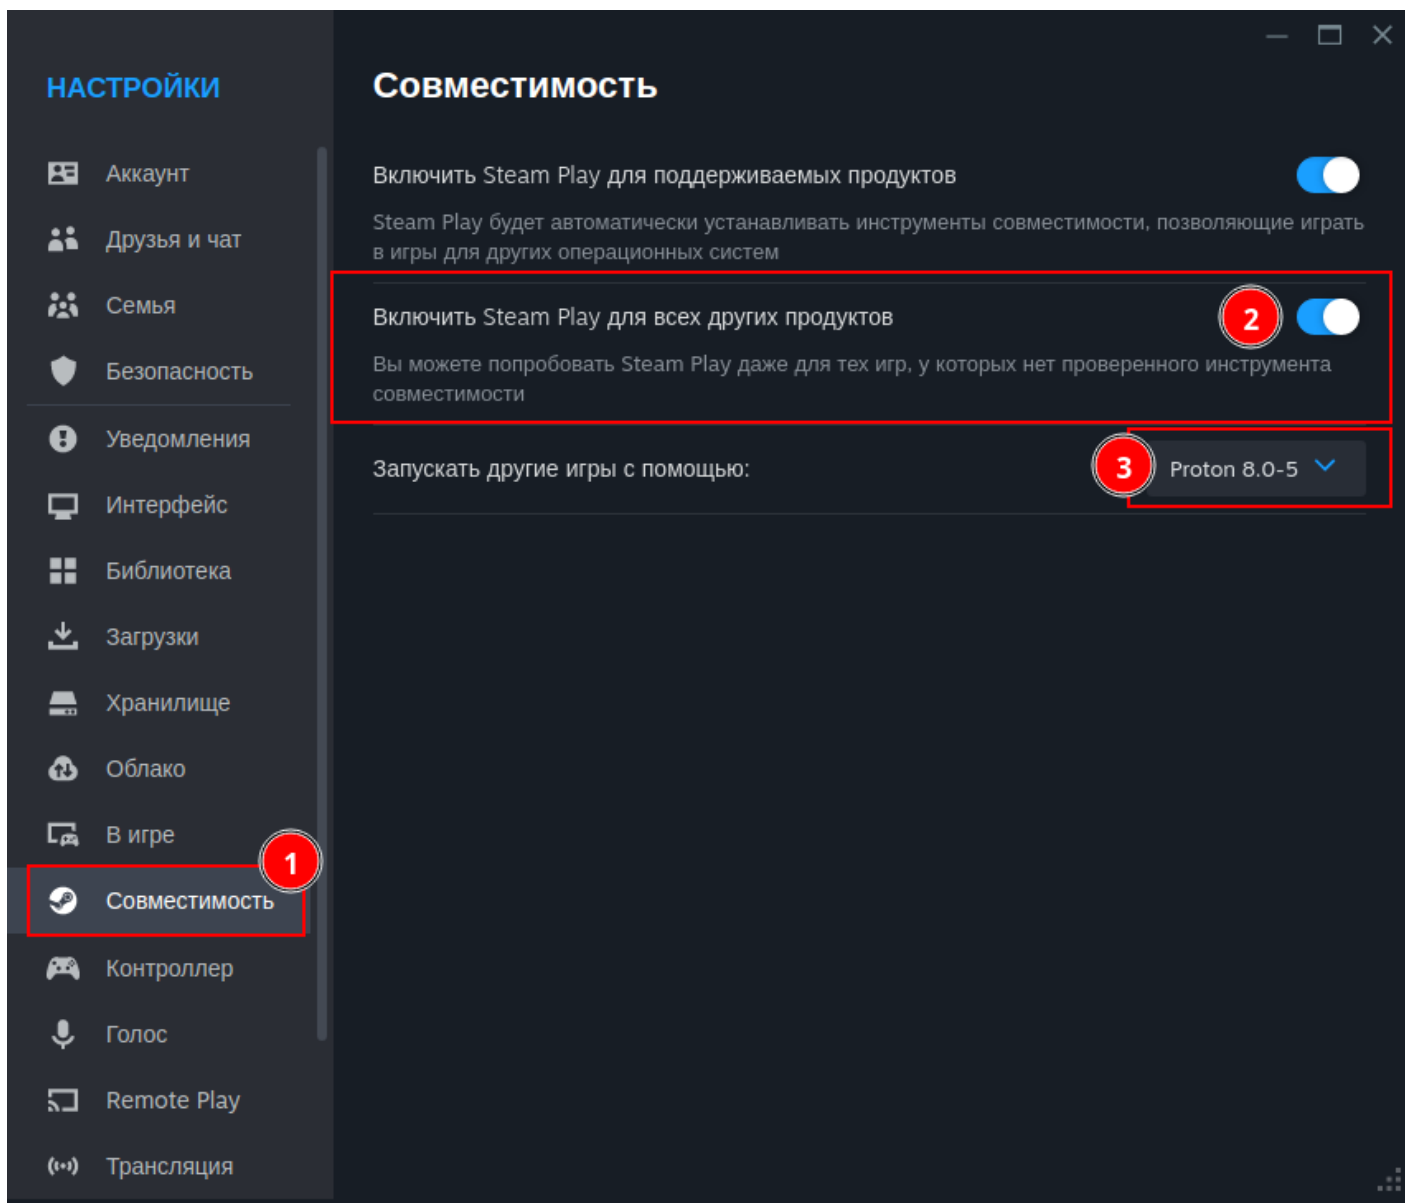 НАСТРОЙКИ
Аккаунт
Друзья и чат
Семья
Безопасность
Уведомления
Интерфейс
Библиотека
Загрузки
Хранилище
Облако
В игре
1
Совместимость
Контроллер
Голос
Remote Play
Трансляция
Совместимость
Включить Steam Play для поддерживаемых продуктов
Steam Play будет автоматически устанавливать инструменты совместимости, позволяющие играть
в игры для других операционных систем
Включить Steam Play для всех других продуктов
2
Вы можете попробовать Steam Play даже для тех игр, у которых нет проверенного инструмента
совместимости
Запускать другие игры с помощью:
3
Proton 8.0-5